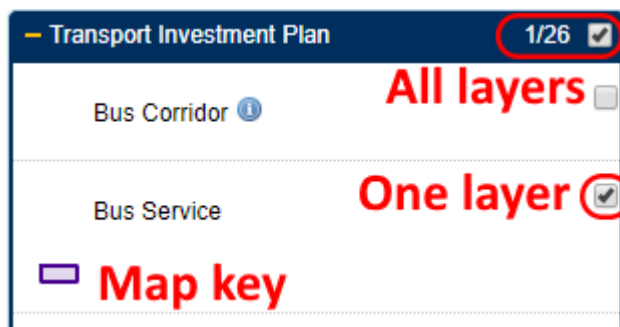 – Transport Investment Plan 1/26
All layers
Bus Corridor i
One layer
Bus Service
Map key